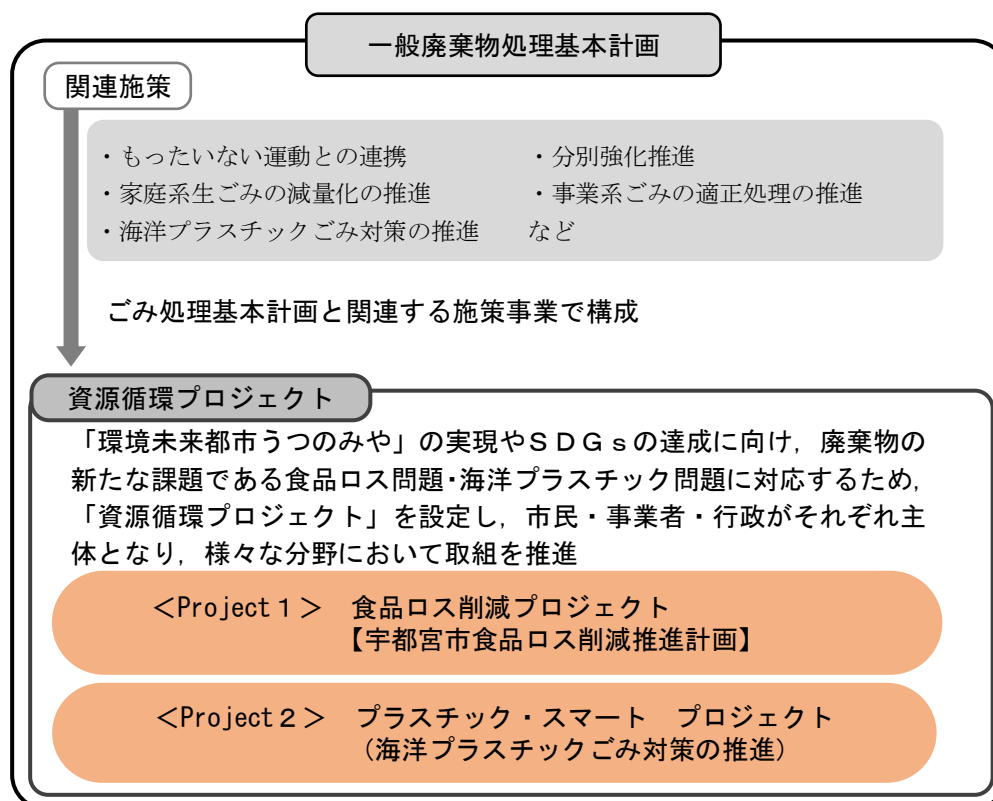 一般廃棄物処理基本計画
関連施策
・もったいない運動との連携　　　・分別強化推進
・家庭系生ごみの減量化の推進　　・事業系ごみの適正処理の推進
・海洋プラスチックごみ対策の推進　など
ごみ処理基本計画と関連する施策事業で構成
資源循環プロジェクト
「環境未来都市うつのみや」の実現やＳＤＧｓの達成に向け，廃棄物の
新たな課題である食品ロス問題・海洋プラスチック問題に対応するため，
「資源循環プロジェクト」を設定し，市民・事業者・行政がそれぞれ主
体となり，様々な分野において取組を推進
＜Project１＞　食品ロス削減プロジェクト
【宇都宮市食品ロス削減推進計画】
＜Project２＞　プラスチック・スマート　プロジェクト
（海洋プラスチックごみ対策の推進）